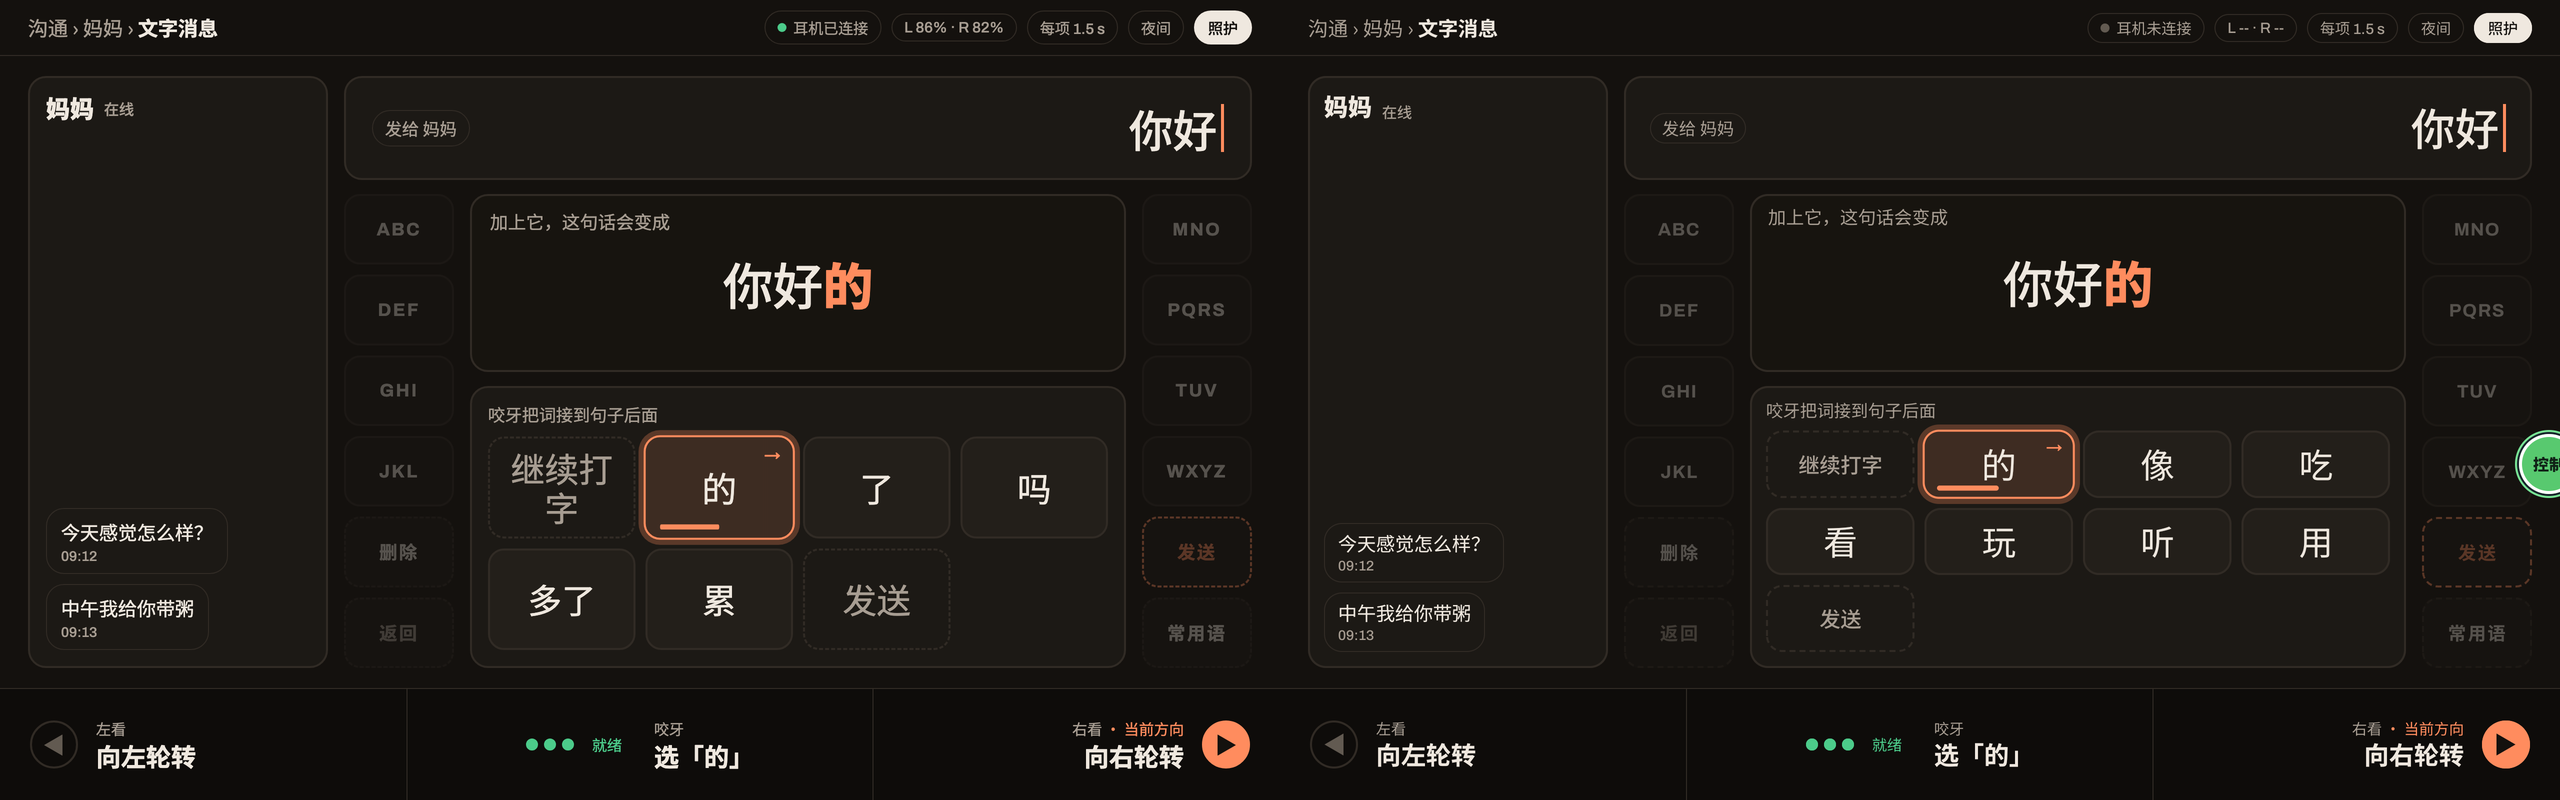 沟通 › 妈妈 › 文字消息
耳机已连接
L 86% · R 82%
每项 1.5 s
夜间
照护
妈妈 在线
今天感觉怎么样?
09:12
中午我给你带粥
09:13
发给 妈妈
你好
ABC
DEF
GHI
JKL
删除
返回
加上它，这句话会变成
你好的
咬牙把词接到句子后面
继续打字
的 →
了
吗
多了
累
发送
MNO
PQRS
TUV
WXYZ
发送
常用语
左看
向左轮转
就绪
咬牙
选「的」
右看 · 当前方向
向右轮转
沟通 › 妈妈 › 文字消息
耳机未连接
L -- · R --
每项 1.5 s
夜间
照护
妈妈 在线
今天感觉怎么样?
09:12
中午我给你带粥
09:13
发给 妈妈
你好
ABC
DEF
GHI
JKL
删除
返回
加上它，这句话会变成
你好的
咬牙把词接到句子后面
继续打字
的 →
像
吃
看
玩
听
用
发送
MNO
PQRS
TUV
WXYZ
发送
常用语
左看
向左轮转
就绪
咬牙
选「的」
右看 · 当前方向
向右轮转